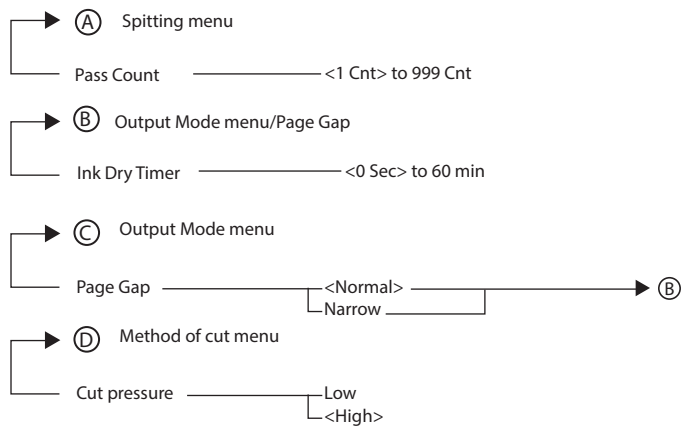 A Spitting menu
Pass Count <1 Cnt> to 999 Cnt
B Output Mode menu/Page Gap
Ink Dry Timer <0 Sec> to 60 min
C Output Mode menu
Page Gap <Normal> B
Narrow
D Method of cut menu
Cut pressure Low
<High>